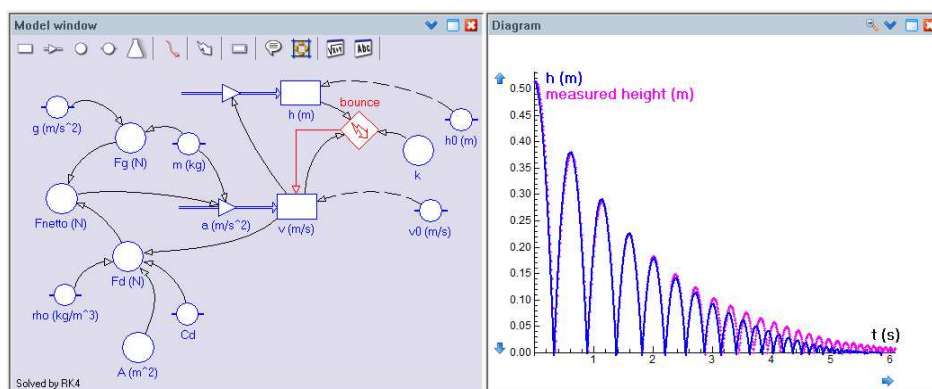 Model window
Diagram
Vxyt
Abc
g (m/s^2)
Fg (N)
m (kg)
h (m)
bounce
h0 (m)
k
Fnetto (N)
a (m/s^2)
v (m/s)
v0 (m/s)
Fd (N)
rho (kg/m^3)
Cd
A (m^2)
Solved by RK4
h (m)
measured height (m)
0.50
0.45
0.40
0.35
0.30
0.25
0.20
0.15
0.10
0.05
0.00
t (s)
1
2
3
4
5
6